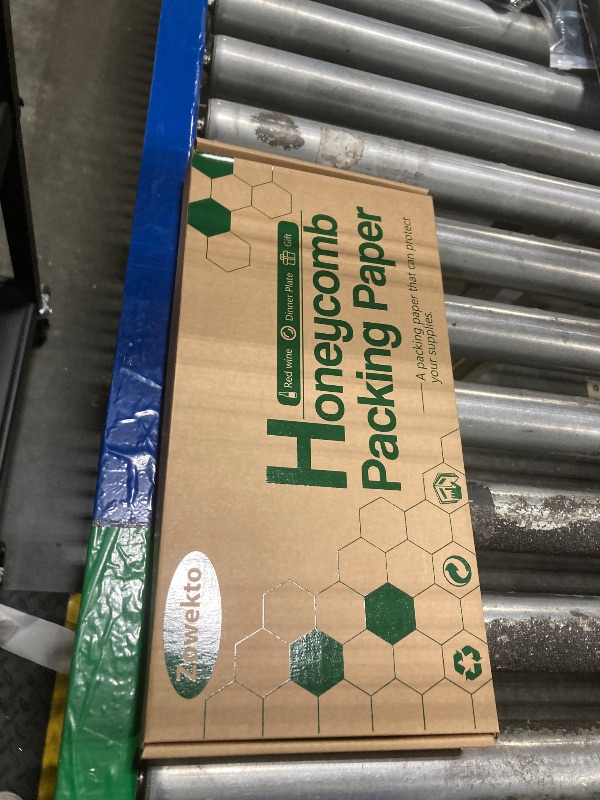 Zowekto
Red wine Dinner Plate Gift
Honeycomb
Packing Paper
A packing paper that can protect
your supplies.